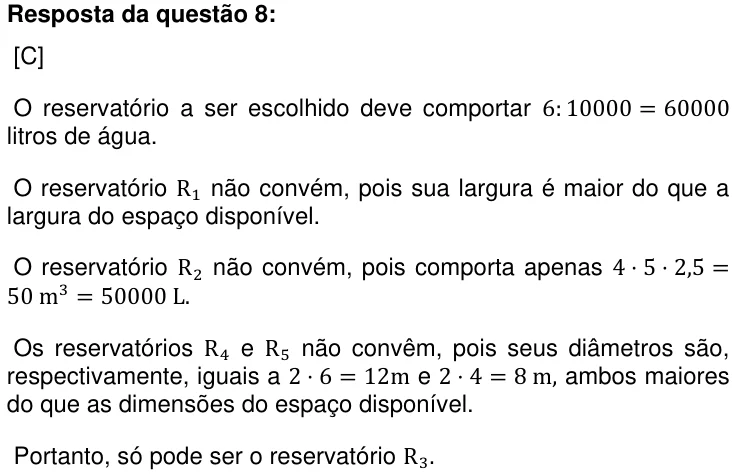 Resposta da questão 8:
[C]
O reservatório a ser escolhido deve comportar 6: 10000 = 60000
litros de água.
O reservatório R₁ não convém, pois sua largura é maior do que a
largura do espaço disponível.
O reservatório R₂ não convém, pois comporta apenas 4 · 5 · 2,5 =
50 m³ = 50000 L.
Os reservatórios R₄ e R₅ não convêm, pois seus diâmetros são,
respectivamente, iguais a 2 · 6 = 12m e 2 · 4 = 8 m, ambos maiores
do que as dimensões do espaço disponível.
Portanto, só pode ser o reservatório R₃.